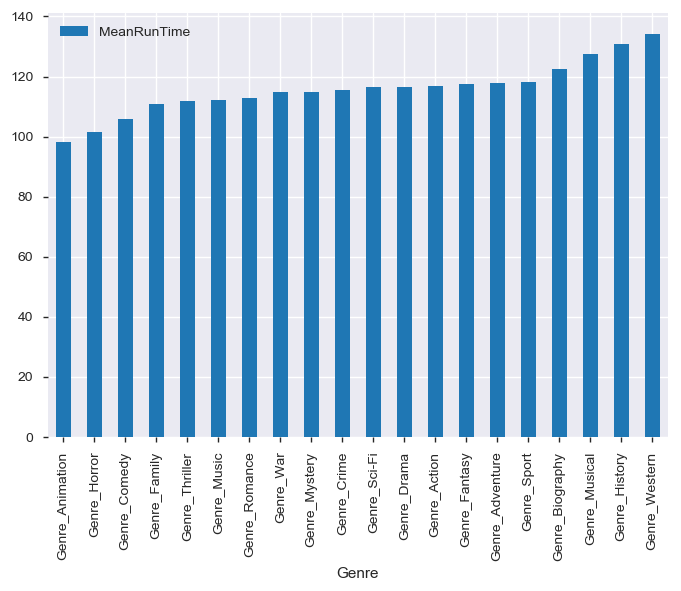 140
120
100
80
60
40
20
0
MeanRunTime
Genre_Animation
Genre_Horror
Genre_Comedy
Genre_Family
Genre_Thriller
Genre_Music
Genre_Romance
Genre_War
Genre_Mystery
Genre_Crime
Genre_Sci-Fi
Genre_Drama
Genre_Action
Genre_Fantasy
Genre_Adventure
Genre_Sport
Genre_Biography
Genre_Musical
Genre_History
Genre_Western
Genre